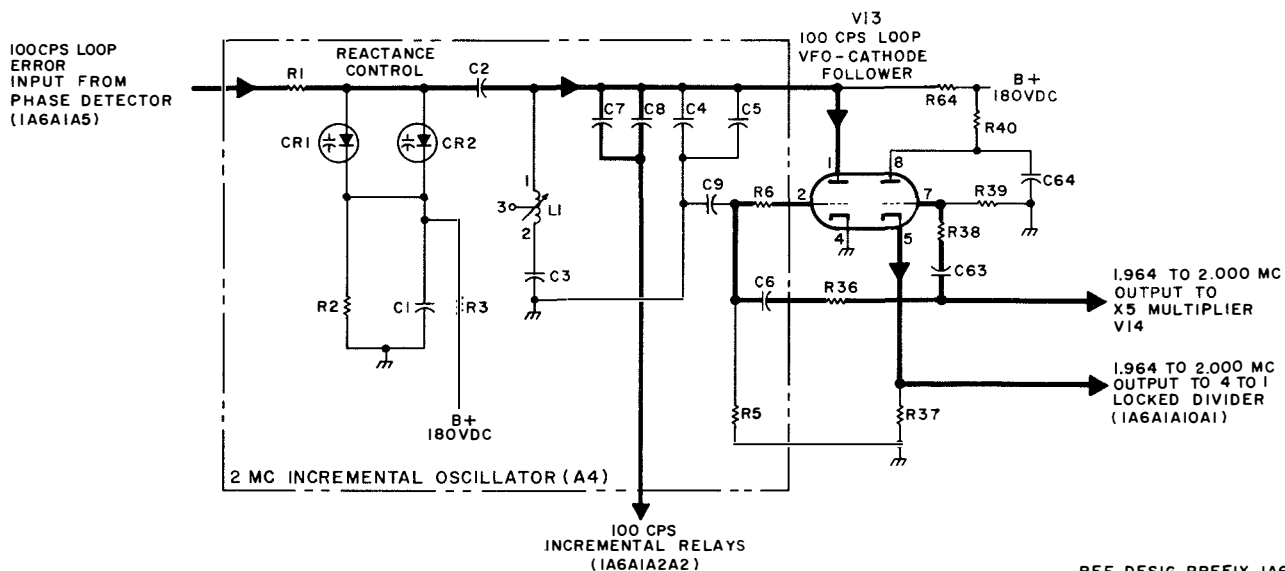 100CPS LOOP
ERROR
INPUT FROM
PHASE DETECTOR
(1A6A1A5)
R1
REACTANCE
CONTROL
C2
CR1
CR2
R2
C1
R3
B+
180VDC
1
3
L1
2
C3
C7
C8
C4
C5
C9
R6
C6
R5
2 MC INCREMENTAL OSCILLATOR (A4)
100 CPS
INCREMENTAL RELAYS
(1A6A1A2A2)
V13
100 CPS LOOP
VFO-CATHODE
FOLLOWER
R64
B+
180VDC
R40
1
8
C64
2
7
R39
4
5
R38
C63
R36
R37
1.964 TO 2.000 MC
OUTPUT TO
X5 MULTIPLIER
V14
1.964 TO 2.000 MC
OUTPUT TO 4 TO 1
LOCKED DIVIDER
(1A6A1A10A1)